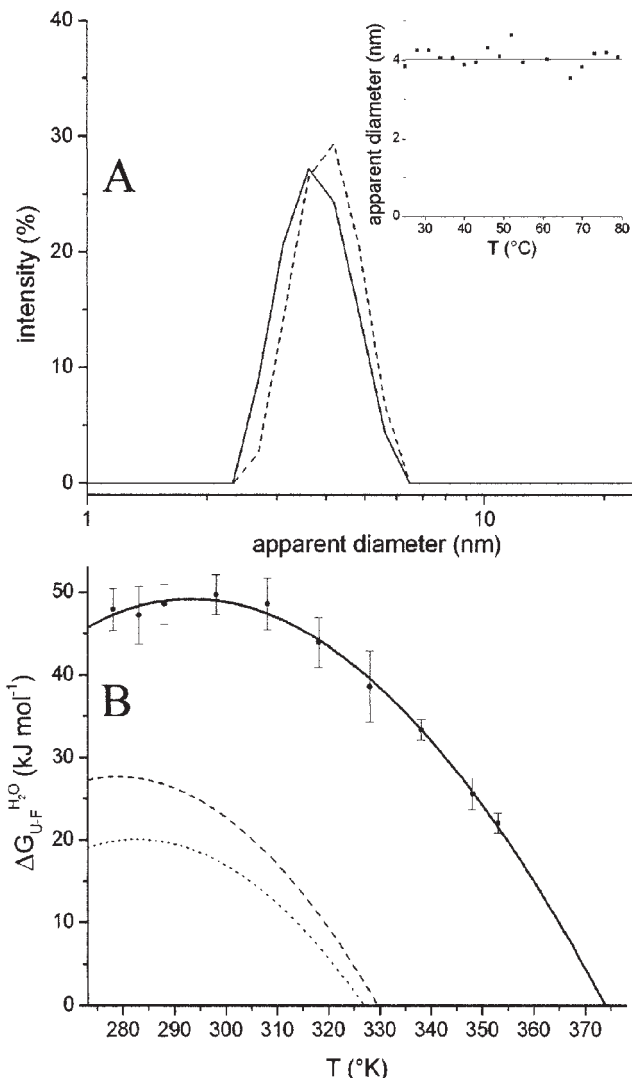 40
30
20
10
0
intensity (%)
A
1
10
apparent diameter (nm)
apparent diameter (nm)
4
2
0
30 40 50 60 70 80
T (°C)
50
40
30
20
10
0
ΔG_U-F^H₂O (kJ mol⁻¹)
B
280 290 300 310 320 330 340 350 360 370
T (°K)